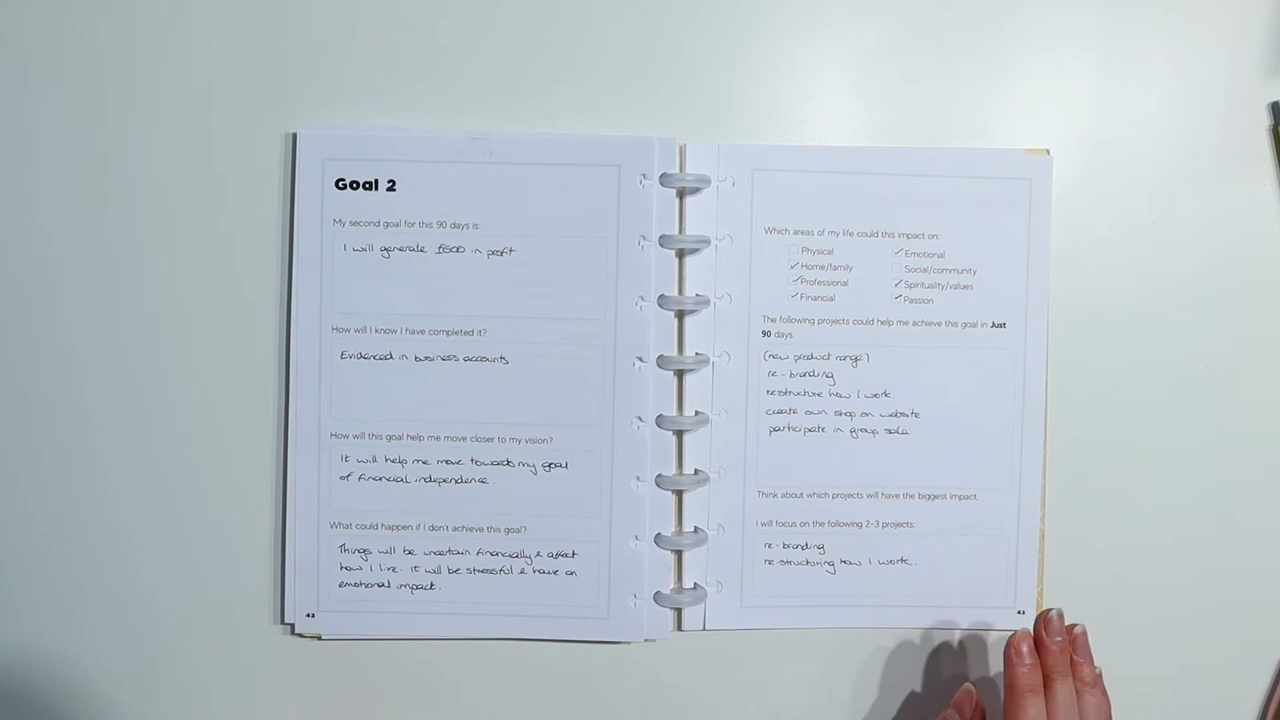 Goal 2
My second goal for this 90 days is:
I will generate £500 in profit
How will I know I have completed it?
Evidenced in business accounts
How will this goal help me move closer to my vision?
It will help me move towards my goal
of financial independence.
What could happen if I don't achieve this goal?
Things will be uncertain financially & affect
how I live. It will be stressful & have an
emotional impact.
42
Which areas of my life could this impact on:
Physical
Emotional
Home/family
Social/community
Professional
Spirituality/values
Financial
Passion
The following projects could help me achieve this goal in Just
90 days.
(new product range)
re-branding
restructure how I work.
create own shop on website
participate in group sale
Think about which projects will have the biggest impact.
I will focus on the following 2-3 projects:
re-branding
re-structuring how I work.
43